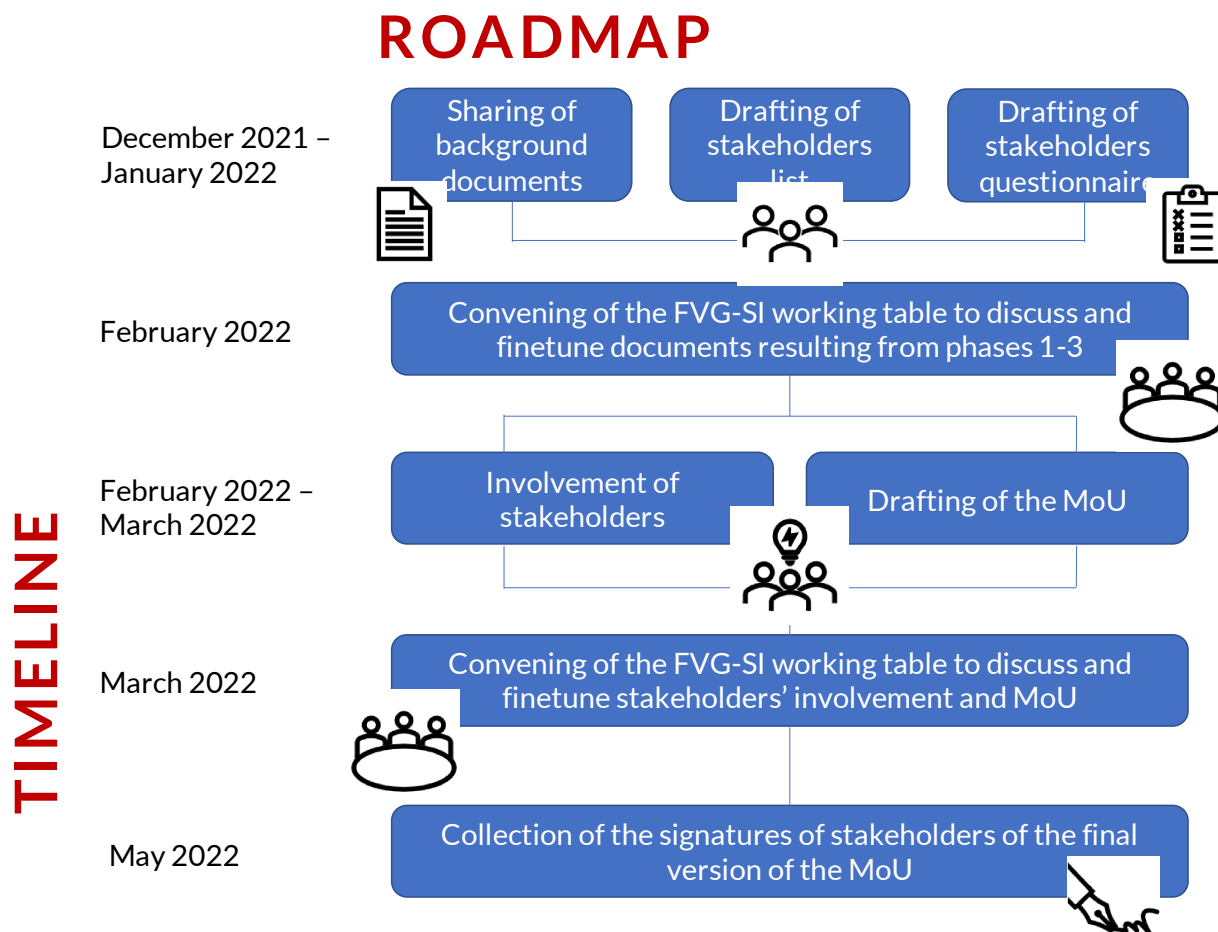 ROADMAP
December 2021 –
January 2022
Sharing of
background
documents
Drafting of
stakeholders
list
Drafting of
stakeholders
questionnaire
February 2022
Convening of the FVG-SI working table to discuss and
finetune documents resulting from phases 1-3
February 2022 –
March 2022
Involvement of
stakeholders
Drafting of the MoU
TIMELINE
March 2022
Convening of the FVG-SI working table to discuss and
finetune stakeholders’ involvement and MoU
May 2022
Collection of the signatures of stakeholders of the final
version of the MoU